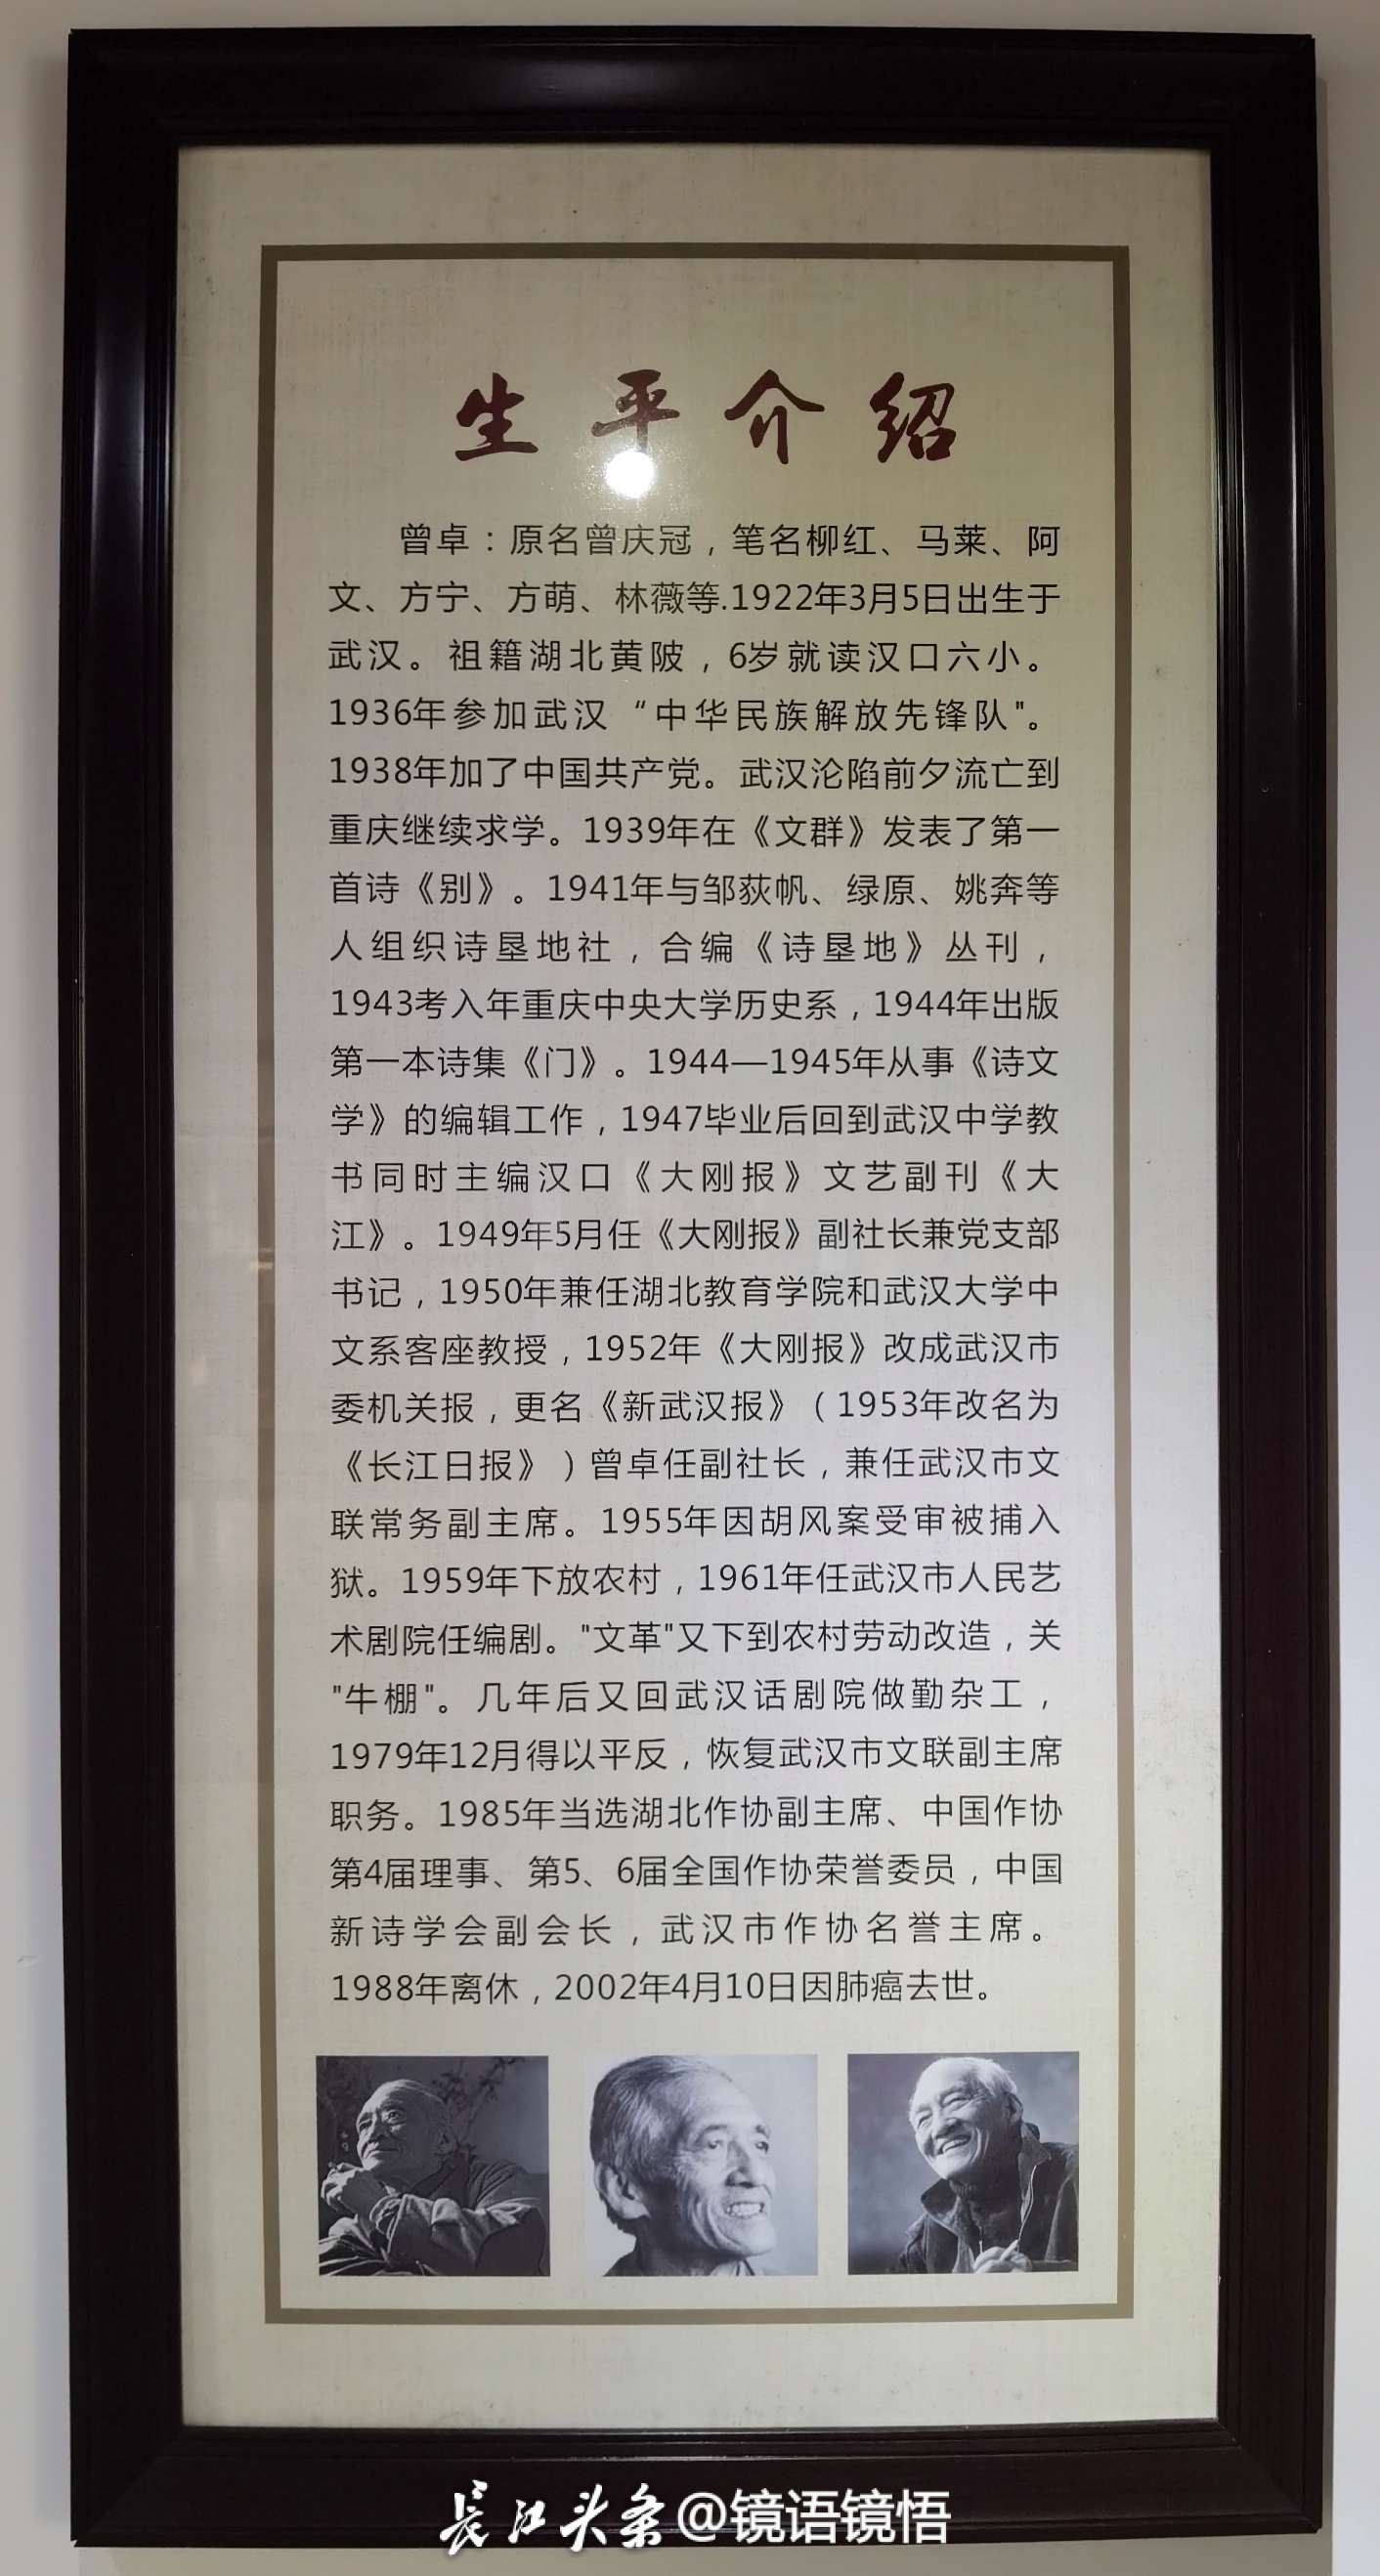 生平介绍
曾卓：原名曾庆冠，笔名柳红、马莱、阿
文、方宁、方萌、林薇等.1922年3月5日出生于
武汉。祖籍湖北黄陂，6岁就读汉口六小。
1936年参加武汉“中华民族解放先锋队"。
1938年加了中国共产党。武汉沦陷前夕流亡到
重庆继续求学。1939年在《文群》发表了第一
首诗《别》。1941年与邹荻帆、绿原、姚奔等
人组织诗垦地社，合编《诗垦地》丛刊，
1943考入年重庆中央大学历史系，1944年出版
第一本诗集《门》。1944—1945年从事《诗文
学》的编辑工作，1947毕业后回到武汉中学教
书同时主编汉口《大刚报》文艺副刊《大
江》。1949年5月任《大刚报》副社长兼党支部
书记，1950年兼任湖北教育学院和武汉大学中
文系客座教授，1952年《大刚报》改成武汉市
委机关报，更名《新武汉报》（1953年改名为
《长江日报》）曾卓任副社长，兼任武汉市文
联常务副主席。1955年因胡风案受审被捕入
狱。1959年下放农村，1961年任武汉市人民艺
术剧院任编剧。"文革"又下到农村劳动改造，关
"牛棚"。几年后又回武汉话剧院做勤杂工，
1979年12月得以平反，恢复武汉市文联副主席
职务。1985年当选湖北作协副主席、中国作协
第4届理事、第5、6届全国作协荣誉委员，中国
新诗学会副会长，武汉市作协名誉主席。
1988年离休，2002年4月10日因肺癌去世。
长江头条@镜语镜悟